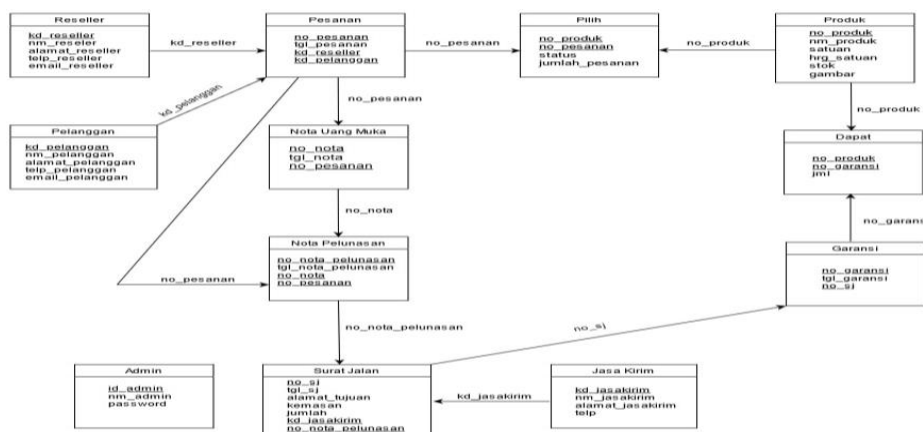 Reseller
kd_reseller
nm_reseler
alamat_reseller
telp_reseller
email_reseller
kd_reseller
Pesanan
no_pesanan
tgl_pesanan
kd_reseller
kd_pelanggan
no_pesanan
Pilih
no_produk
no_pesanan
status
jumlah_pesanan
no_produk
Produk
no_produk
nm_produk
satuan
hrg_satuan
stok
gambar
kd_pelanggan
no_pesanan
no_produk
Pelanggan
kd_pelanggan
nm_pelanggan
alamat_pelanggan
telp_pelanggan
email_pelanggan
Nota Uang Muka
no_nota
tgl_nota
no_pesanan
Dapat
no_produk
no_garansi
jml
no_nota
no_garansi
Nota Pelunasan
no_nota_pelunasan
tgl_nota_pelunasan
no_nota
no_pesanan
no_pesanan
Garansi
no_garansi
tgl_garansi
no_sj
no_nota_pelunasan
no_sj
Admin
id_admin
nm_admin
password
Surat Jalan
no_sj
tgl_sj
alamat_tujuan
kemasan
jumlah
kd_jasakirim
no_nota_pelunasan
kd_jasakirim
Jasa Kirim
kd_jasakirim
nm_jasakirim
alamat_jasakirim
telp